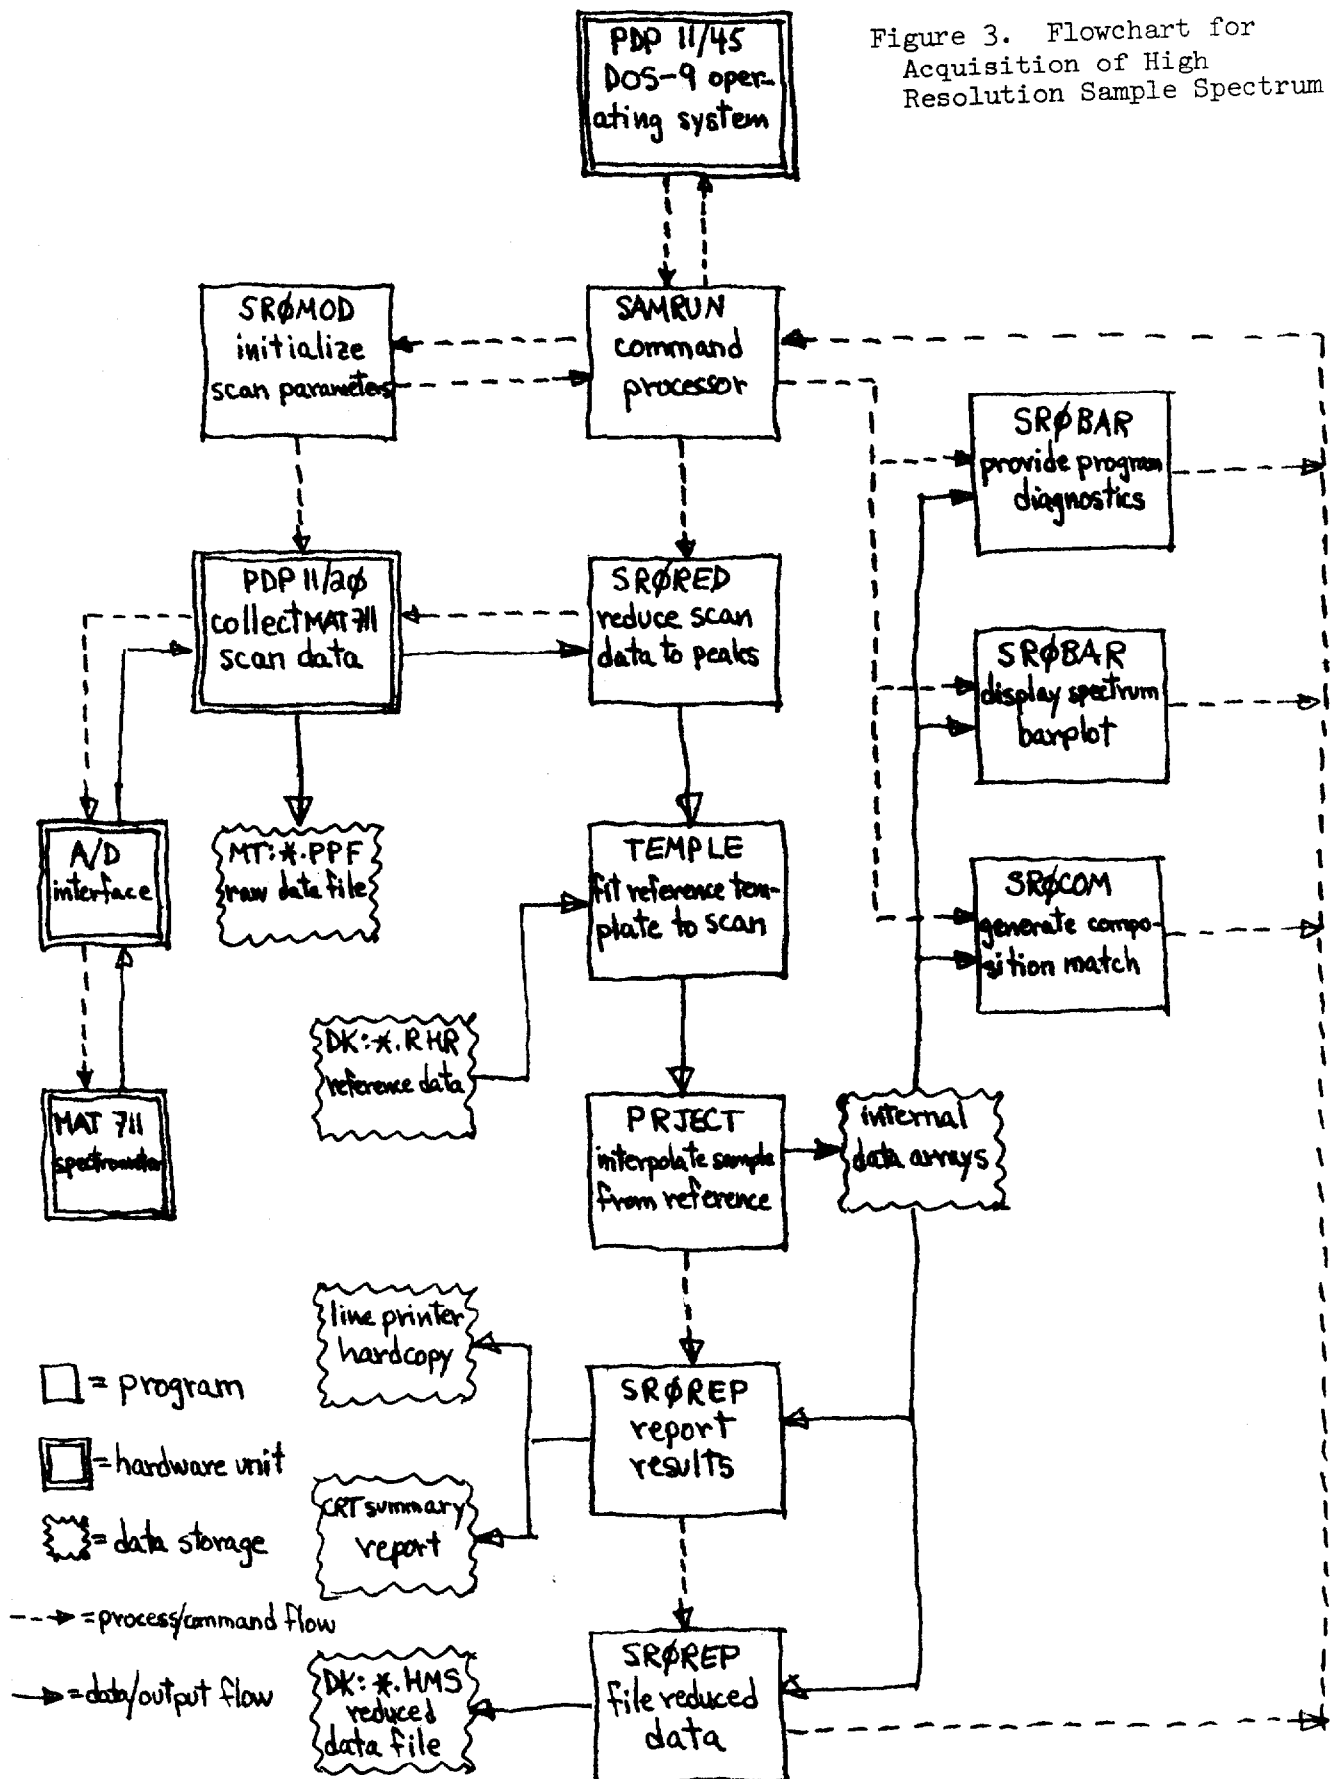 Figure 3. Flowchart for
Acquisition of High
Resolution Sample Spectrum
PDP 11/45
DOS-9 oper-
ating system
SRØMOD
initialize
scan parameters
SAMRUN
command
processor
SRØBAR
provide program
diagnostics
PDP 11/2Ø
collect MAT 711
scan data
SRØRED
reduce scan
data to peaks
SRØBAR
display spectrum
barplot
A/D
interface
MT:*.PPF
raw data file
TEMPLE
fit reference tem-
plate to scan
SRØCOM
generate compo-
sition match
DK:*.RHR
reference data
MAT 711
spectrometer
PRJECT
interpolate sample
from reference
internal
data arrays
line printer
hardcopy
SRØREP
report
results
CRT summary
report
SRØREP
file reduced
data
DK:*.HMS
reduced
data file
= program
= hardware unit
= data storage
= process/command flow
= data/output flow